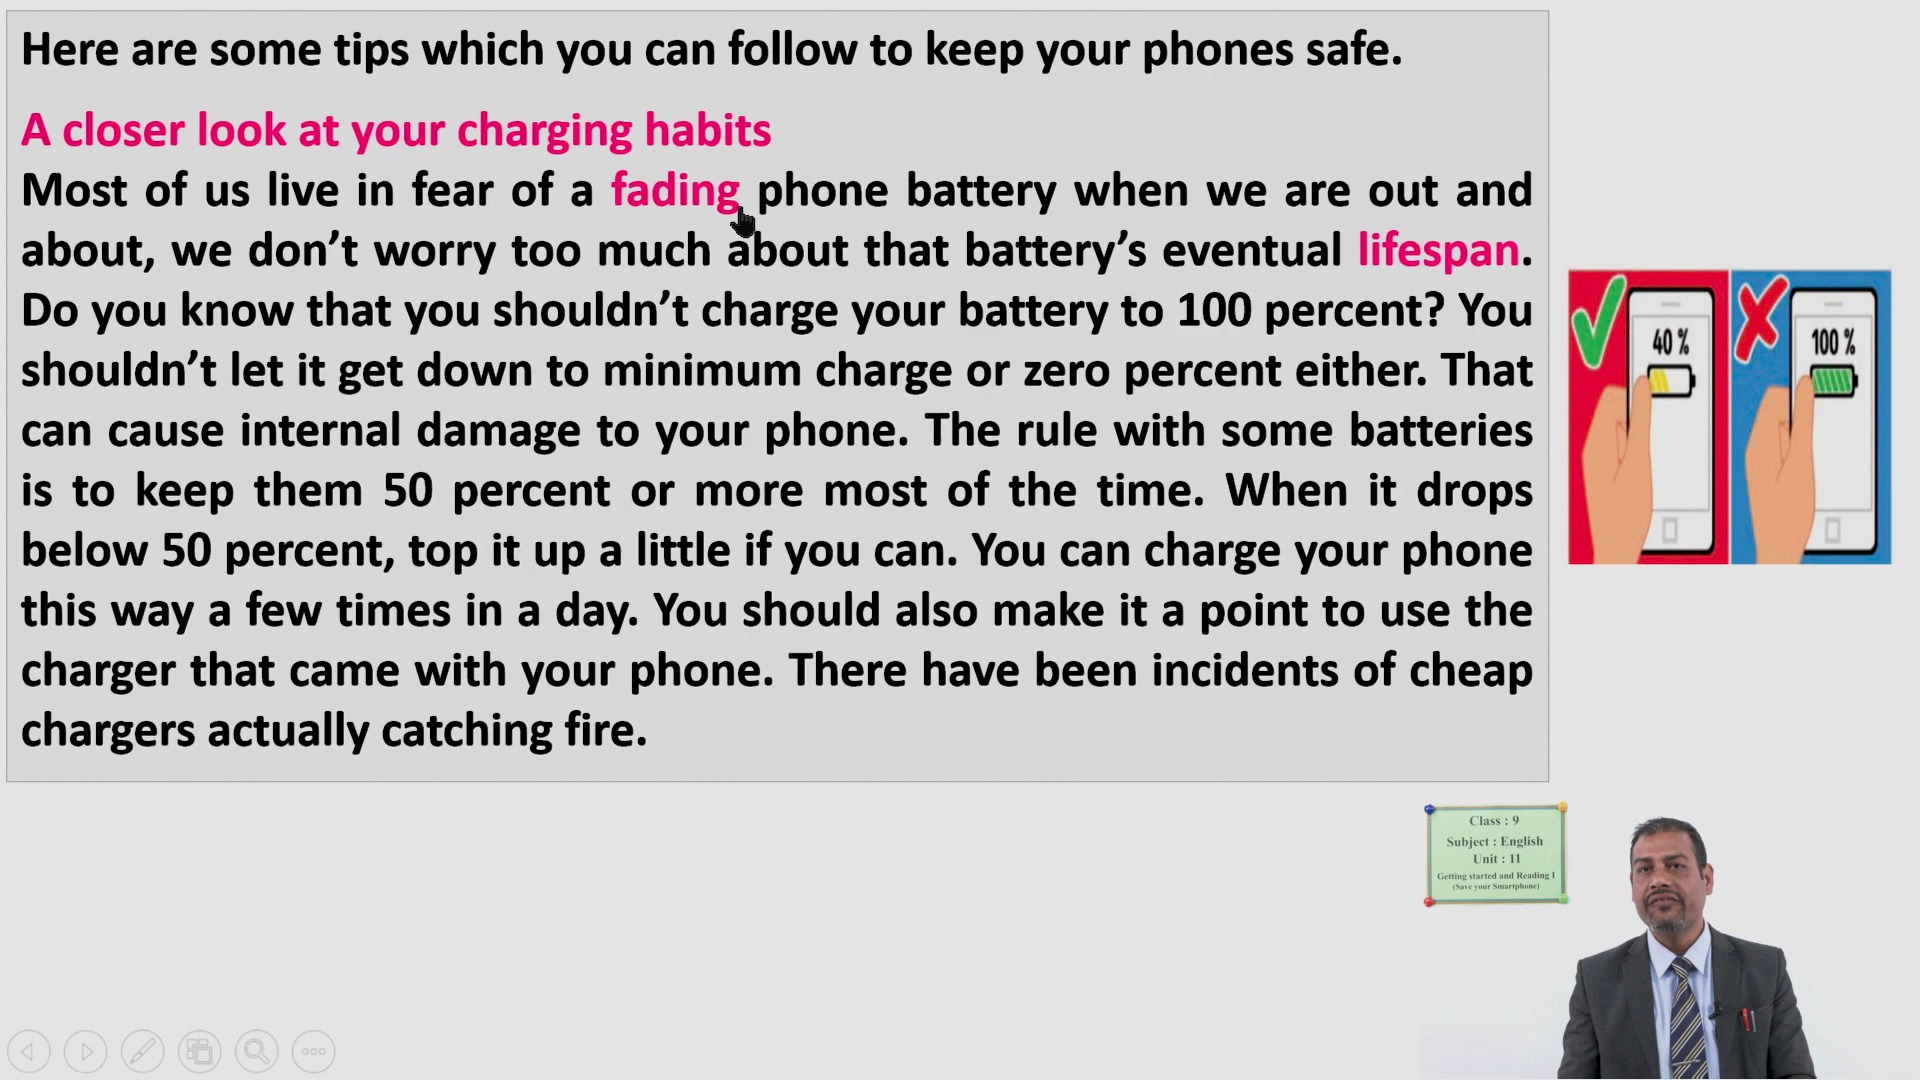 Here are some tips which you can follow to keep your phones safe.
A closer look at your charging habits
Most of us live in fear of a fading phone battery when we are out and
about, we don’t worry too much about that battery’s eventual lifespan.
Do you know that you shouldn’t charge your battery to 100 percent? You
shouldn’t let it get down to minimum charge or zero percent either. That
can cause internal damage to your phone. The rule with some batteries
is to keep them 50 percent or more most of the time. When it drops
below 50 percent, top it up a little if you can. You can charge your phone
this way a few times in a day. You should also make it a point to use the
charger that came with your phone. There have been incidents of cheap
chargers actually catching fire.
40 %
100 %
Class : 9
Subject : English
Unit : 11
Getting started and Reading I
(Save your Smartphone)